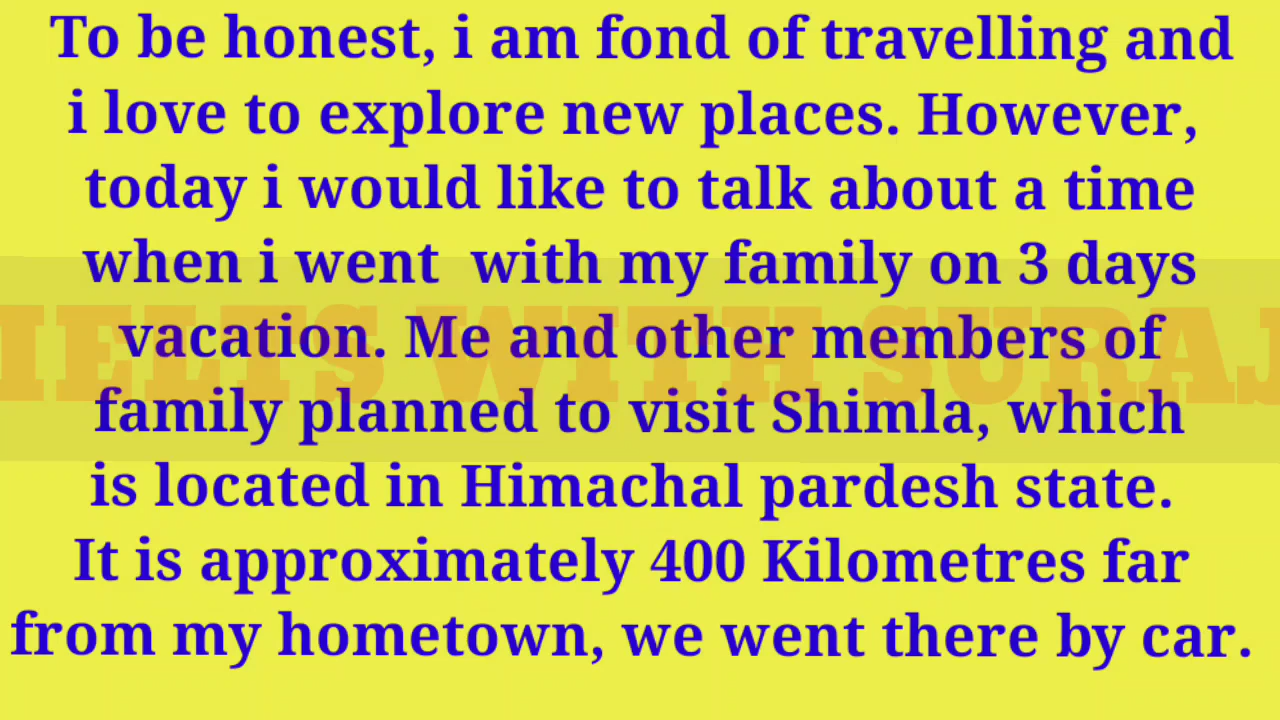 To be honest, i am fond of travelling and
i love to explore new places. However,
today i would like to talk about a time
when i went  with my family on 3 days
vacation. Me and other members of
family planned to visit Shimla, which
is located in Himachal pardesh state.
It is approximately 400 Kilometres far
from my hometown, we went there by car.
IELTS WITH SURAJ